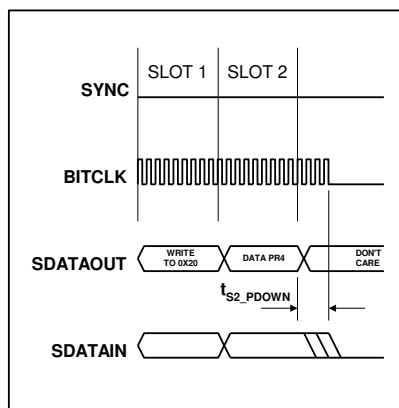 SLOT 1 SLOT 2
SYNC
BITCLK
SDATAOUT
WRITE
TO 0X20
DATA PR4
DON'T
CARE
tS2_PDOWN
SDATAIN